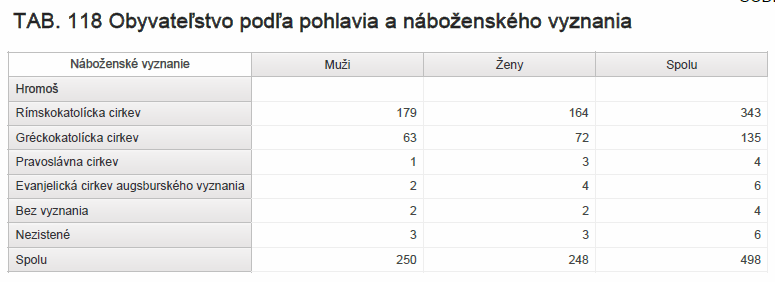 TAB. 118 Obyvateľstvo podľa pohlavia a náboženského vyznania
Náboženské vyznanie Muži Ženy Spolu
Hromoš
Rímskokatolícka cirkev 179 164 343
Gréckokatolícka cirkev 63 72 135
Pravoslávna cirkev 1 3 4
Evanjelická cirkev augsburského vyznania 2 4 6
Bez vyznania 2 2 4
Nezistené 3 3 6
Spolu 250 248 498